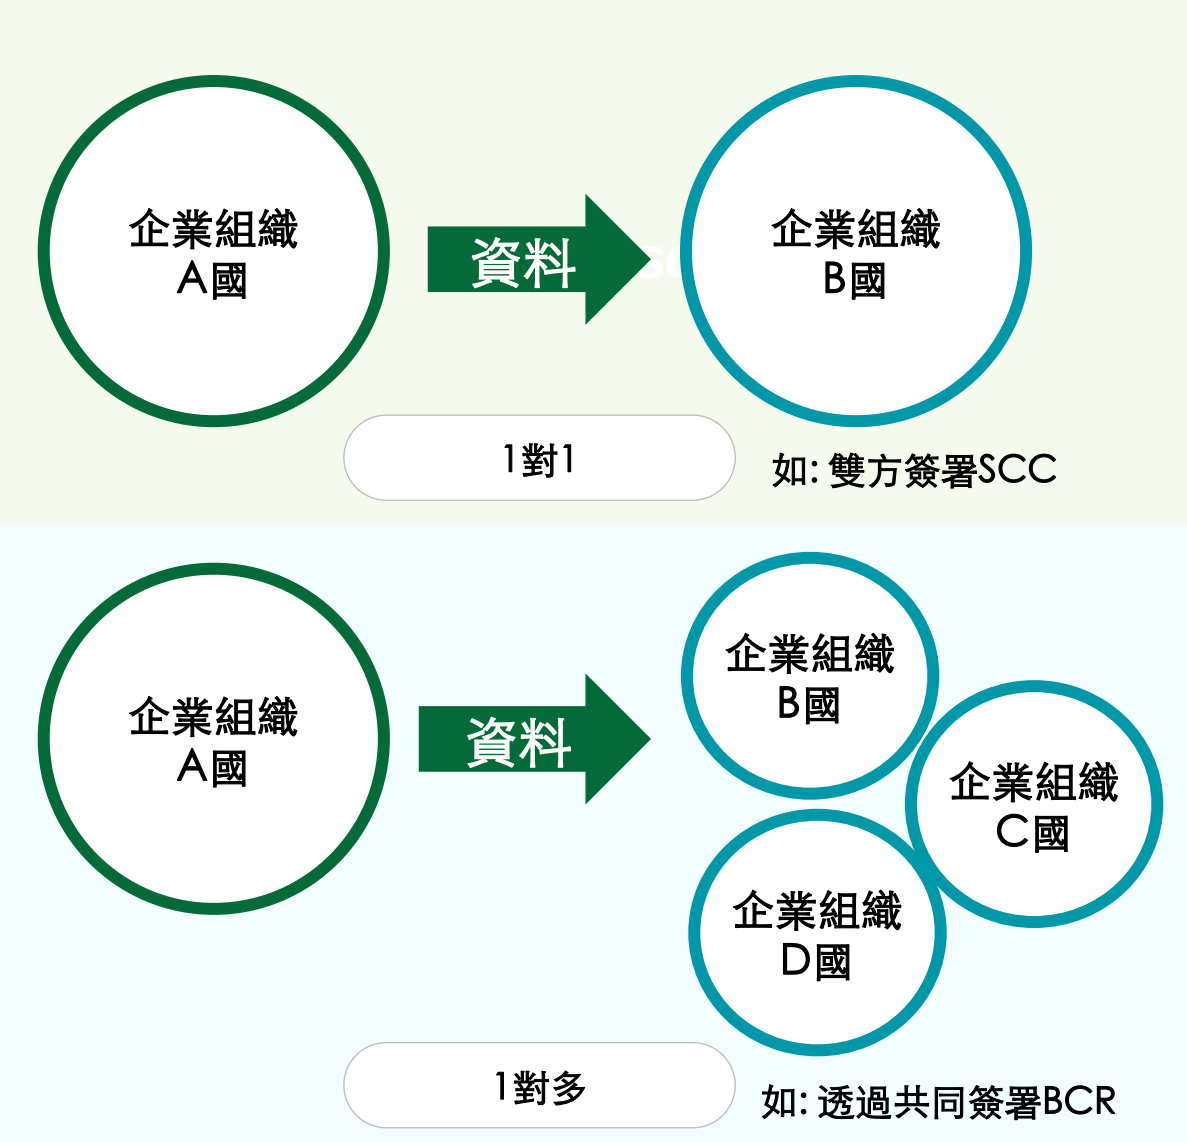 企業組織
A國
資料
企業組織
B國
1對1
如: 雙方簽署SCC
企業組織
A國
資料
企業組織
B國
企業組織
C國
企業組織
D國
1對多
如: 透過共同簽署BCR